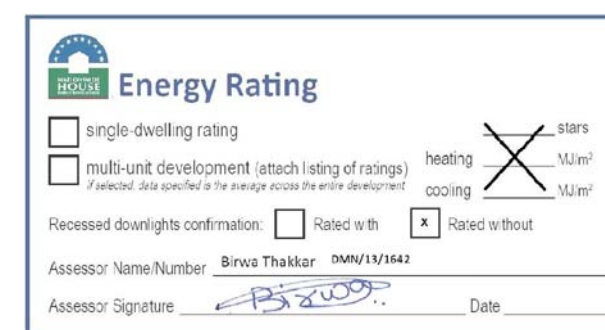 HOUSE
Energy Rating
single-dwelling rating
stars
multi-unit development (attach listing of ratings)
heating MJ/m²
If selected, data specified is the average across the entire development
cooling MJ/m²
Recessed downlights confirmation: Rated with x Rated without
Assessor Name/Number Birwa Thakkar DMN/13/1642
Assessor Signature Birwa Date